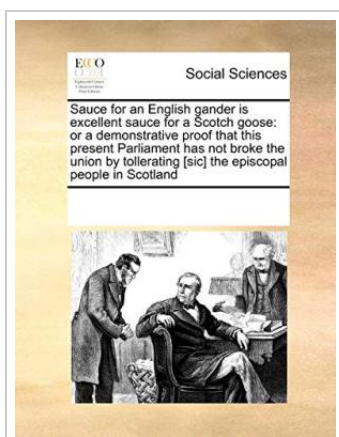 ECCO
Social Sciences
Sauce for an English gander is
excellent sauce for a Scotch goose:
or a demonstrative proof that this
present Parliament has not broke the
union by tollerating [sic] the episcopal
people in Scotland